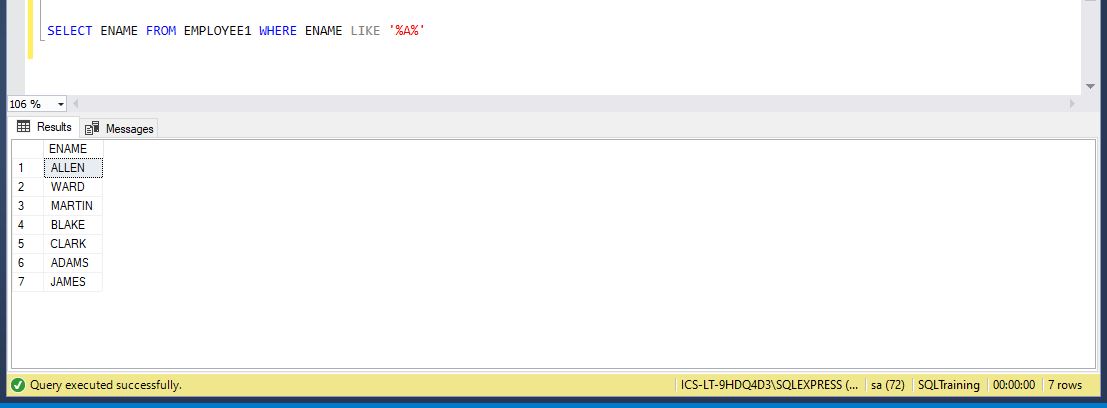 SELECT ENAME FROM EMPLOYEE1 WHERE ENAME LIKE '%A%'
106 %
Results Messages
ENAME
1 ALLEN
2 WARD
3 MARTIN
4 BLAKE
5 CLARK
6 ADAMS
7 JAMES
Query executed successfully. ICS-LT-9HDQ4D3\SQLEXPRESS (... sa (72) SQLTraining 00:00:00 7 rows